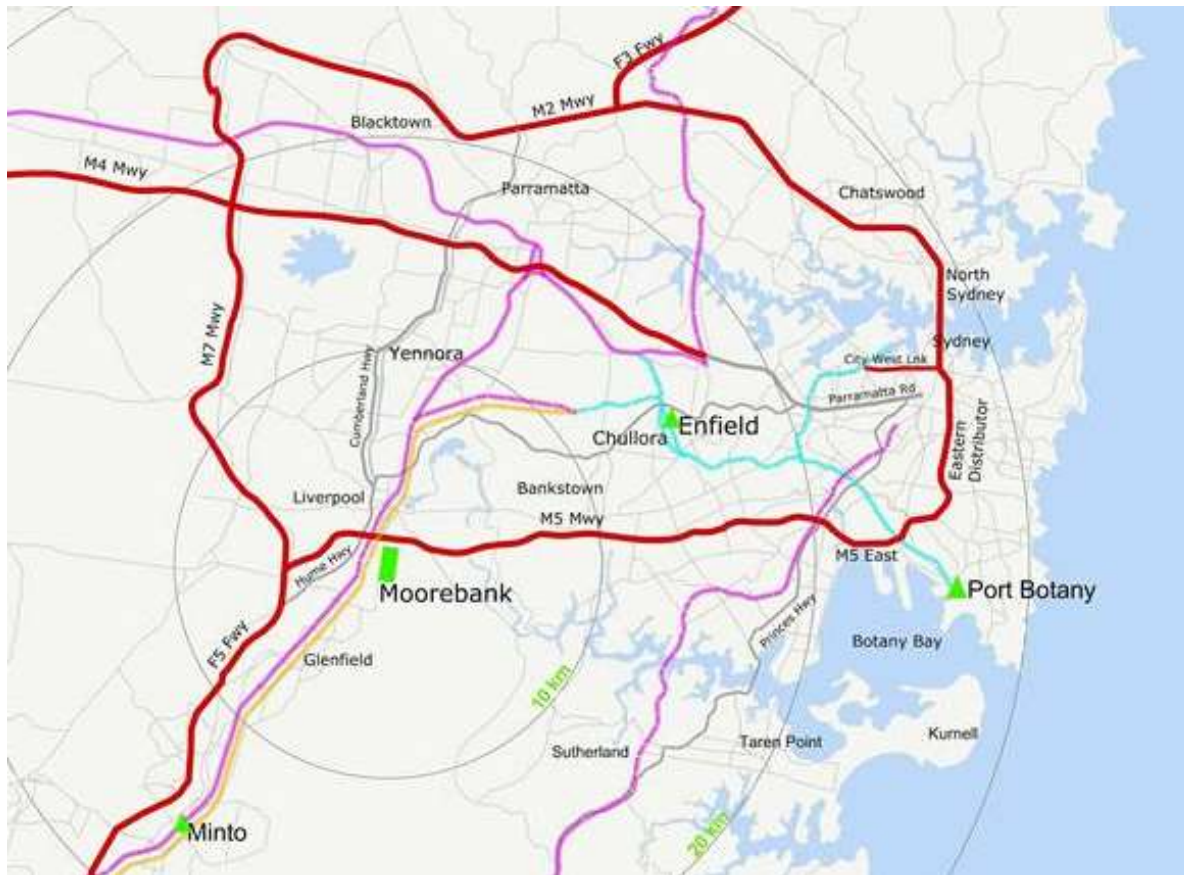 F3 Fwy
M2 Mwy
Blacktown
M4 Mwy
Parramatta
Chatswood
North
Sydney
M7 Mwy
Sydney
Yennora
City West Lnk
Cumberland Hwy
Parramatta Rd
Enfield
Chullora
Eastern
Distributor
Liverpool
Bankstown
M5 Mwy
M5 East
Hume Hwy
Moorebank
Port Botany
Princes Hwy
Botany Bay
F5 Fwy
Glenfield
10 km
Sutherland
Taren Point
Kurnell
20 km
Minto